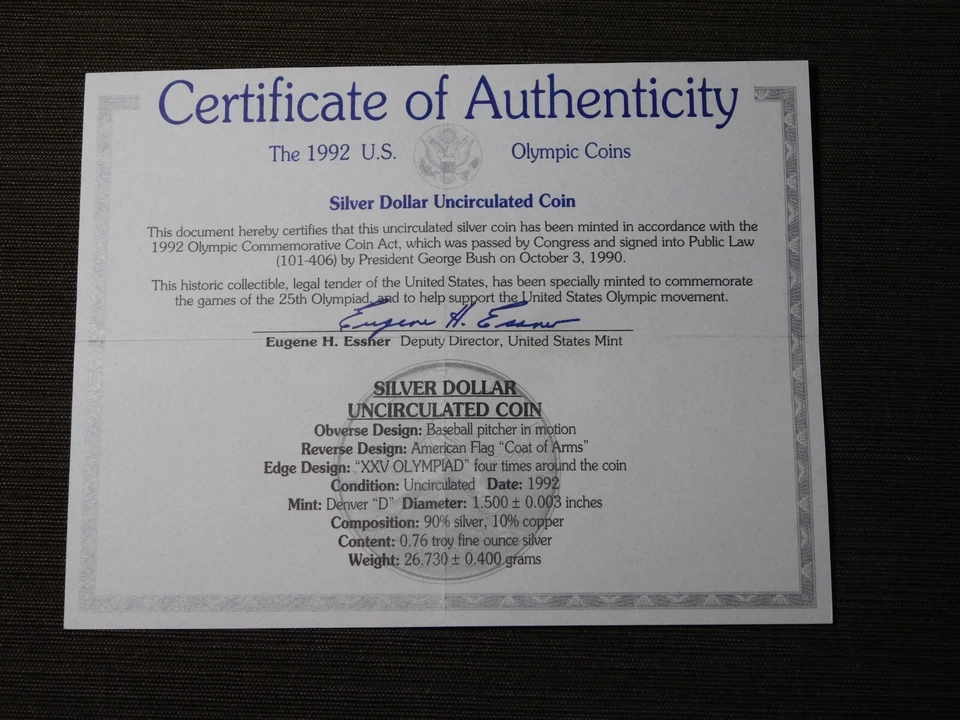 Certificate of Authenticity
The 1992 U.S. Olympic Coins
Silver Dollar Uncirculated Coin
This document hereby certifies that this uncirculated silver coin has been minted in accordance with the
1992 Olympic Commemorative Coin Act, which was passed by Congress and signed into Public Law
(101-406) by President George Bush on October 3, 1990.
This historic collectible, legal tender of the United States, has been specially minted to commemorate
the games of the 25th Olympiad, and to help support the United States Olympic movement.
Eugene H. Essner
Eugene H. Essner Deputy Director, United States Mint
SILVER DOLLAR
UNCIRCULATED COIN
Obverse Design: Baseball pitcher in motion
Reverse Design: American Flag "Coat of Arms"
Edge Design: "XXV OLYMPIAD" four times around the coin
Condition: Uncirculated Date: 1992
Mint: Denver "D" Diameter: 1.500 ± 0.003 inches
Composition: 90% silver, 10% copper
Content: 0.76 troy fine ounce silver
Weight: 26.730 ± 0.400 grams